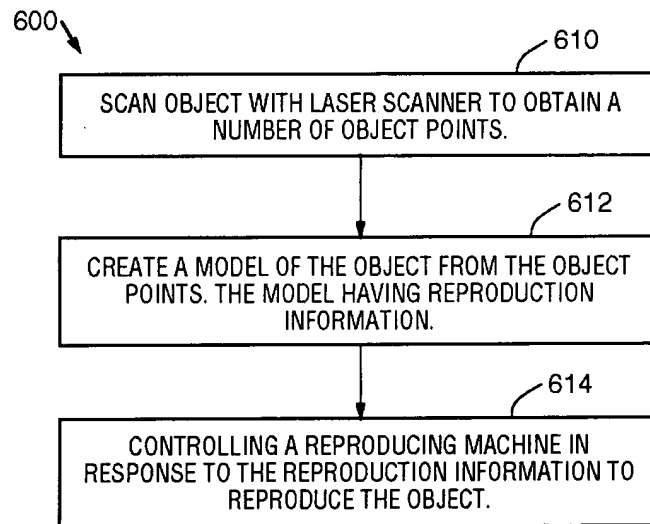 600
610
SCAN OBJECT WITH LASER SCANNER TO OBTAIN A
NUMBER OF OBJECT POINTS.
612
CREATE A MODEL OF THE OBJECT FROM THE OBJECT
POINTS. THE MODEL HAVING REPRODUCTION
INFORMATION.
614
CONTROLLING A REPRODUCING MACHINE IN
RESPONSE TO THE REPRODUCTION INFORMATION TO
REPRODUCE THE OBJECT.